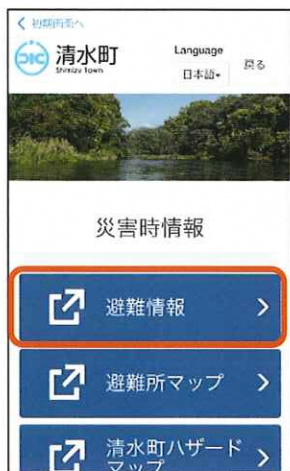 < 初期画面へ
清水町
Shimizu Town
Language
日本語
戻る
災害時情報
避難情報
避難所マップ
清水町ハザード
マップ